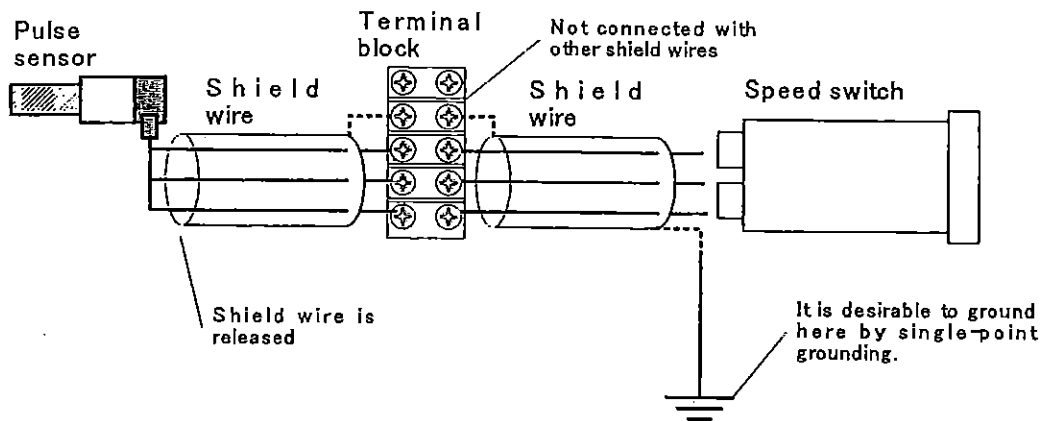 Pulse
sensor
Terminal
block
Not connected with
other shield wires
Shield
wire
Shield
wire
Speed switch
Shield wire is
released
It is desirable to ground
here by single-point
grounding.